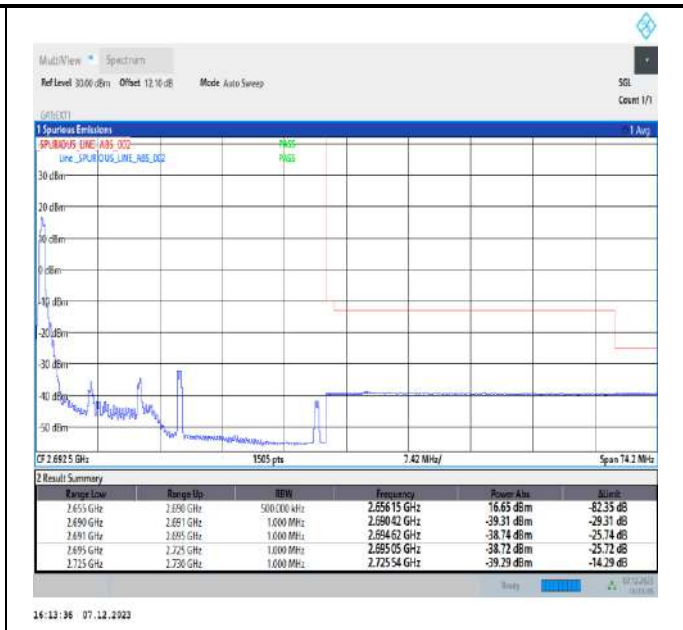 MultiView Spectrum
Ref Level 30.00 dBm Offset 12.10 dB Mode Auto Sweep SGL
Count 1/1
1 Spurious Emissions 1 Avg
SPURIOUS_LINE_ABS_002 PASS
Line _SPURIOUS_LINE_ABS_002 PASS
30 dBm
20 dBm
10 dBm
0 dBm
-10 dBm
-20 dBm
-30 dBm
-40 dBm
-50 dBm
CF 2.6925 GHz 1505 pts 7.42 MHz/ Span 74.2 MHz
2 Result Summary
Range Low Range Up RBW Frequency Power Abs ΔLimit
2.655 GHz 2.690 GHz 500.000 kHz 2.65615 GHz 16.65 dBm -82.35 dB
2.690 GHz 2.691 GHz 1.000 MHz 2.69042 GHz -39.31 dBm -29.31 dB
2.691 GHz 2.695 GHz 1.000 MHz 2.69462 GHz -38.74 dBm -25.74 dB
2.695 GHz 2.725 GHz 1.000 MHz 2.69505 GHz -38.72 dBm -25.72 dB
2.725 GHz 2.730 GHz 1.000 MHz 2.72554 GHz -39.29 dBm -14.29 dB
Ready 07.12.2023
16:13:36 07.12.2023